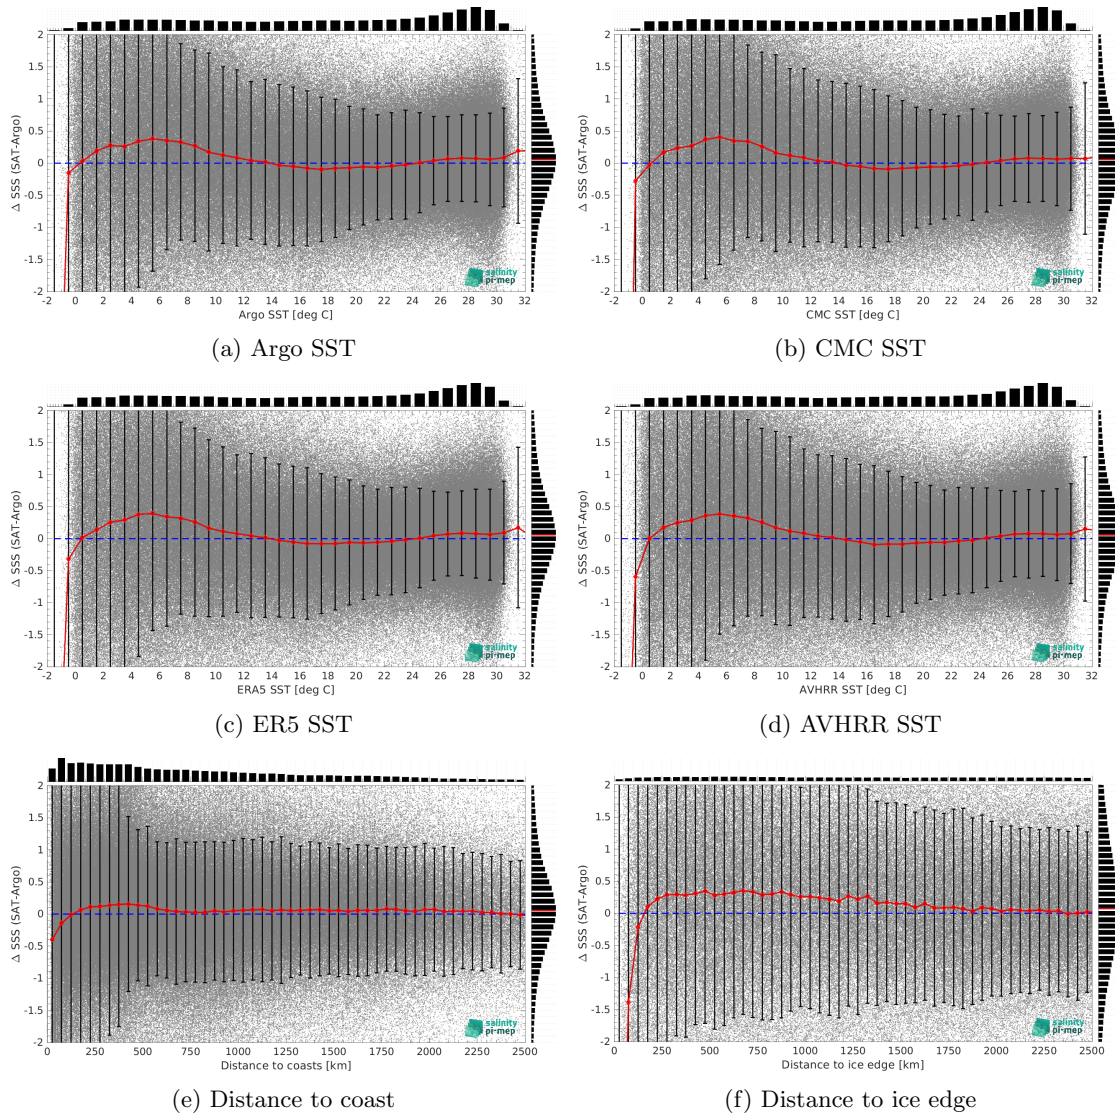 2
1.5
1
0.5
0
-0.5
-1
-1.5
-2
Δ SSS (SAT-Argo)
-2 0 2 4 6 8 10 12 14 16 18 20 22 24 26 28 30 32
Argo SST [deg C]
salinity
pi-mep
(a) Argo SST
2
1.5
1
0.5
0
-0.5
-1
-1.5
-2
Δ SSS (SAT-Argo)
-2 0 2 4 6 8 10 12 14 16 18 20 22 24 26 28 30 32
CMC SST [deg C]
salinity
pi-mep
(b) CMC SST
2
1.5
1
0.5
0
-0.5
-1
-1.5
-2
Δ SSS (SAT-Argo)
-2 0 2 4 6 8 10 12 14 16 18 20 22 24 26 28 30 32
ERA5 SST [deg C]
salinity
pi-mep
(c) ER5 SST
2
1.5
1
0.5
0
-0.5
-1
-1.5
-2
Δ SSS (SAT-Argo)
-2 0 2 4 6 8 10 12 14 16 18 20 22 24 26 28 30 32
AVHRR SST [deg C]
salinity
pi-mep
(d) AVHRR SST
2
1.5
1
0.5
0
-0.5
-1
-1.5
-2
Δ SSS (SAT-Argo)
0 250 500 750 1000 1250 1500 1750 2000 2250 2500
Distance to coasts [km]
salinity
pi-mep
(e) Distance to coast
2
1.5
1
0.5
0
-0.5
-1
-1.5
-2
Δ SSS (SAT-Argo)
0 250 500 750 1000 1250 1500 1750 2000 2250 2500
Distance to ice edge [km]
salinity
pi-mep
(f) Distance to ice edge